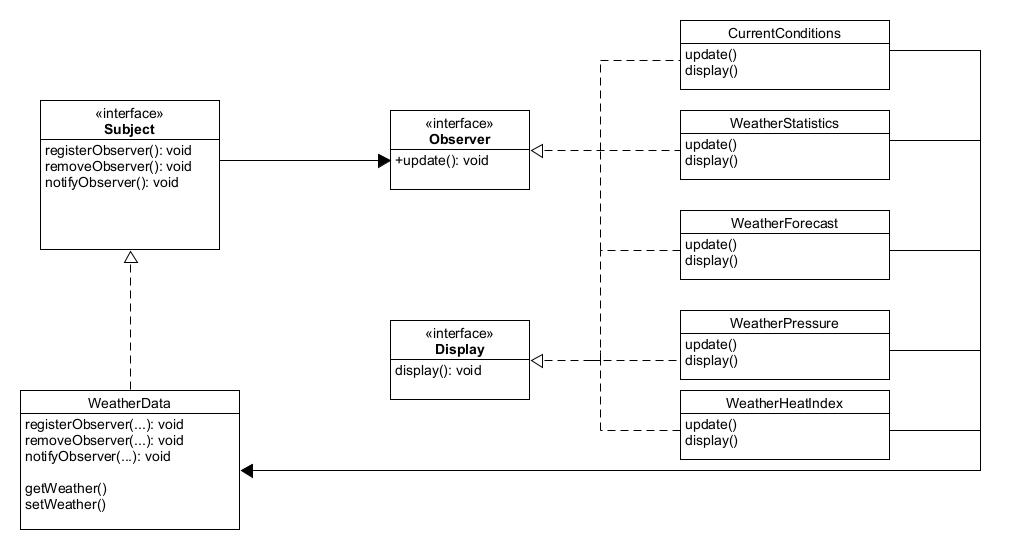 «interface»
Subject
registerObserver(): void
removeObserver(): void
notifyObserver(): void
«interface»
Observer
+update(): void
CurrentConditions
update()
display()
WeatherStatistics
update()
display()
WeatherForecast
update()
display()
«interface»
Display
display(): void
WeatherPressure
update()
display()
WeatherHeatIndex
update()
display()
WeatherData
registerObserver(...): void
removeObserver(...): void
notifyObserver(...): void
getWeather()
setWeather()